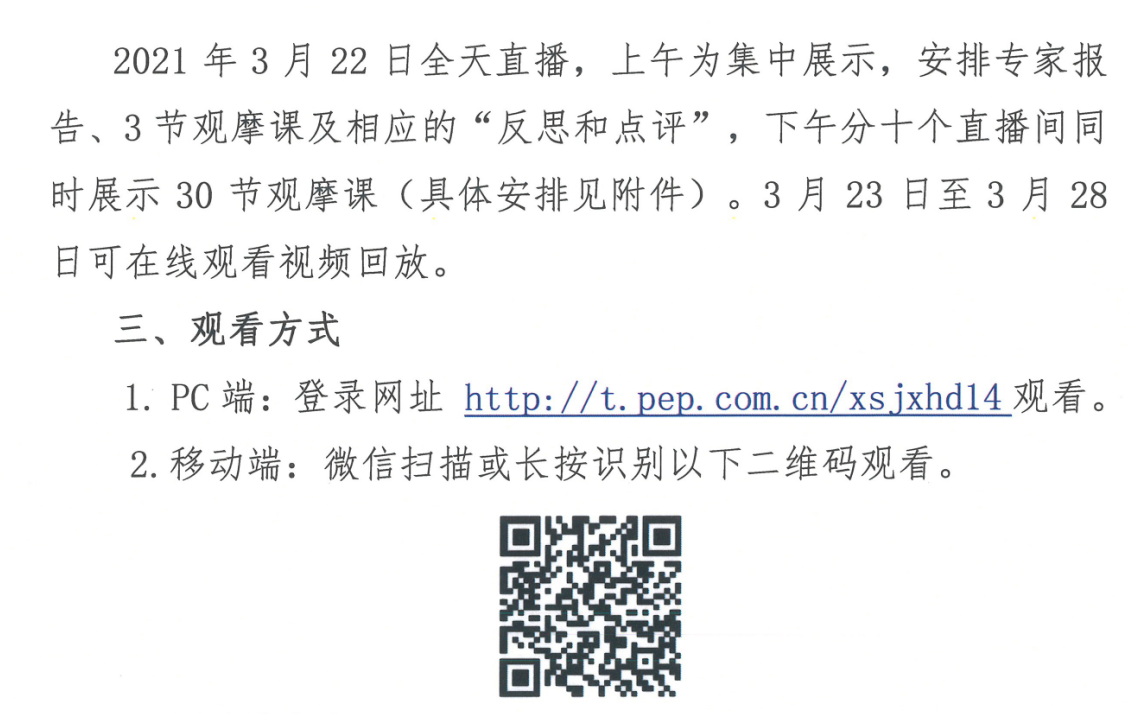 2021 年 3 月 22 日全天直播，上午为集中展示，安排专家报
告、3 节观摩课及相应的“反思和点评”，下午分十个直播间同
时展示 30 节观摩课（具体安排见附件）。3 月 23 日至 3 月 28
日可在线观看视频回放。
三、观看方式
1. PC 端：登录网址 http://t.pep.com.cn/xsjxhd14 观看。
2. 移动端：微信扫描或长按识别以下二维码观看。